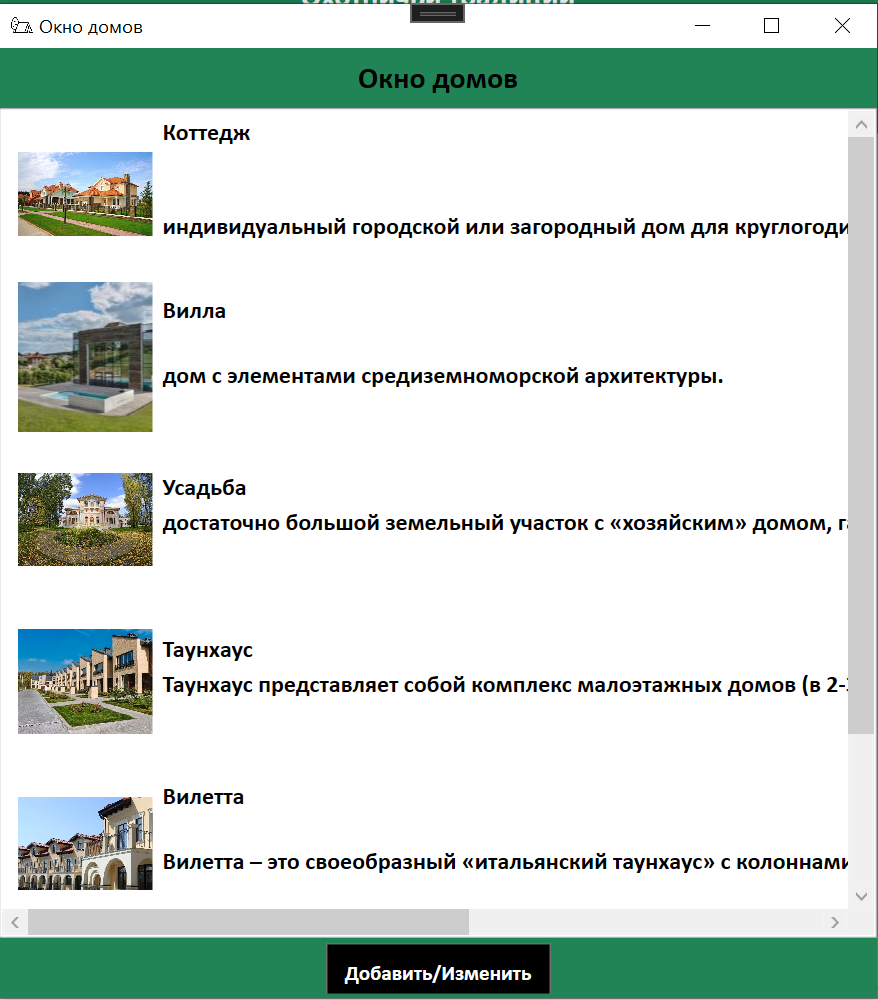 Окно домов
Окно домов
Коттедж
индивидуальный городской или загородный дом для
Вилла
дом с элементами средиземноморской архитектуры.
Усадьба
достаточно большой земельный участок с «хозяйским» домом,
Таунхаус
Таунхаус представляет собой комплекс малоэтажных домов (в
Вилетта
Вилетта – это своеобразный «итальянский таунхаус» с колоннами
Добавить/Изменить